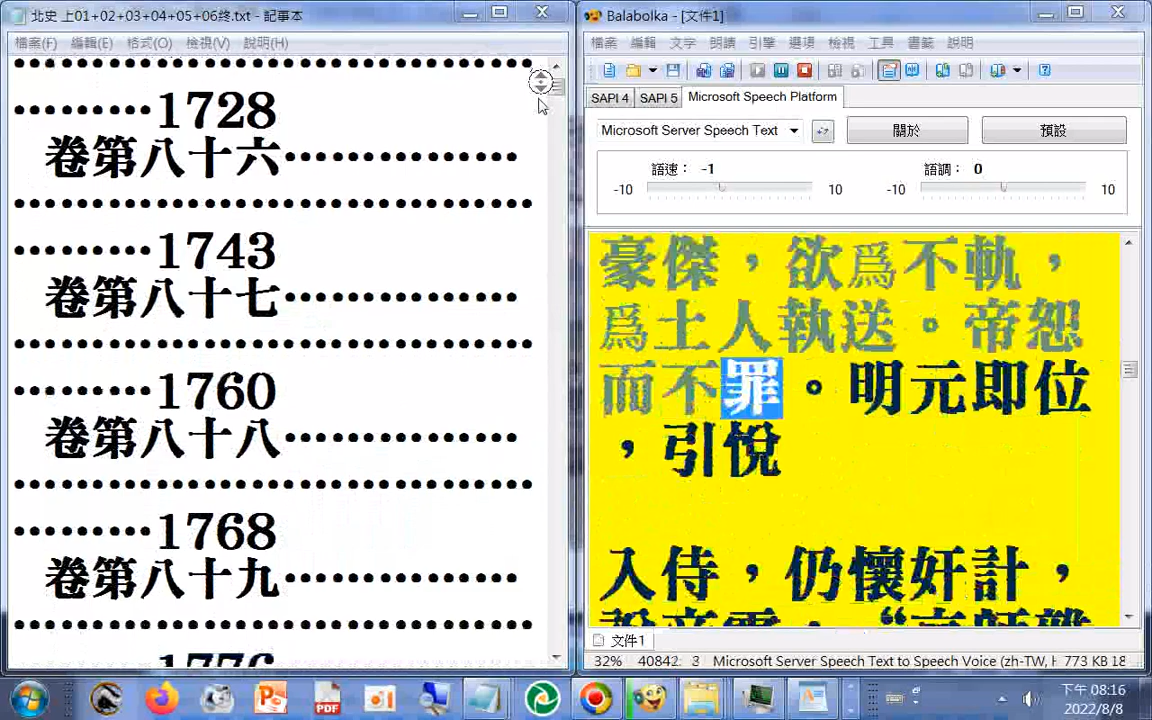 北史 上01+02+03+04+05+06终.txt - 記事本
檔案(F) 編輯(E) 格式(O) 檢視(V) 說明(H)
••••••••••••••••••••••••••••••••
·········1728
卷第八十六···············
••••••••••••••••••••••••••••••••
·········1743
卷第八十七···············
••••••••••••••••••••••••••••••••
·········1760
卷第八十八···············
••••••••••••••••••••••••••••••••
·········1768
卷第八十九···············
••••••••••••••••••••••••••••••••
1776
Balabolka - [文件1]
檔案 編輯 文字 朗讀 引擎 選項 檢視 工具 書籤 說明
SAPI 4 SAPI 5 Microsoft Speech Platform
Microsoft Server Speech Text 關於 預設
語速： -1 語調： 0
-10 10 -10 10
豪傑，欲爲不軌，
爲土人執送。帝恕
而不罪。明元即位
，引悅
入侍，仍懷奸計，
文件1
32% 40842: 3 Microsoft Server Speech Text to Speech Voice (zh-TW, H 773 KB 18
下午 08:16
2022/8/8